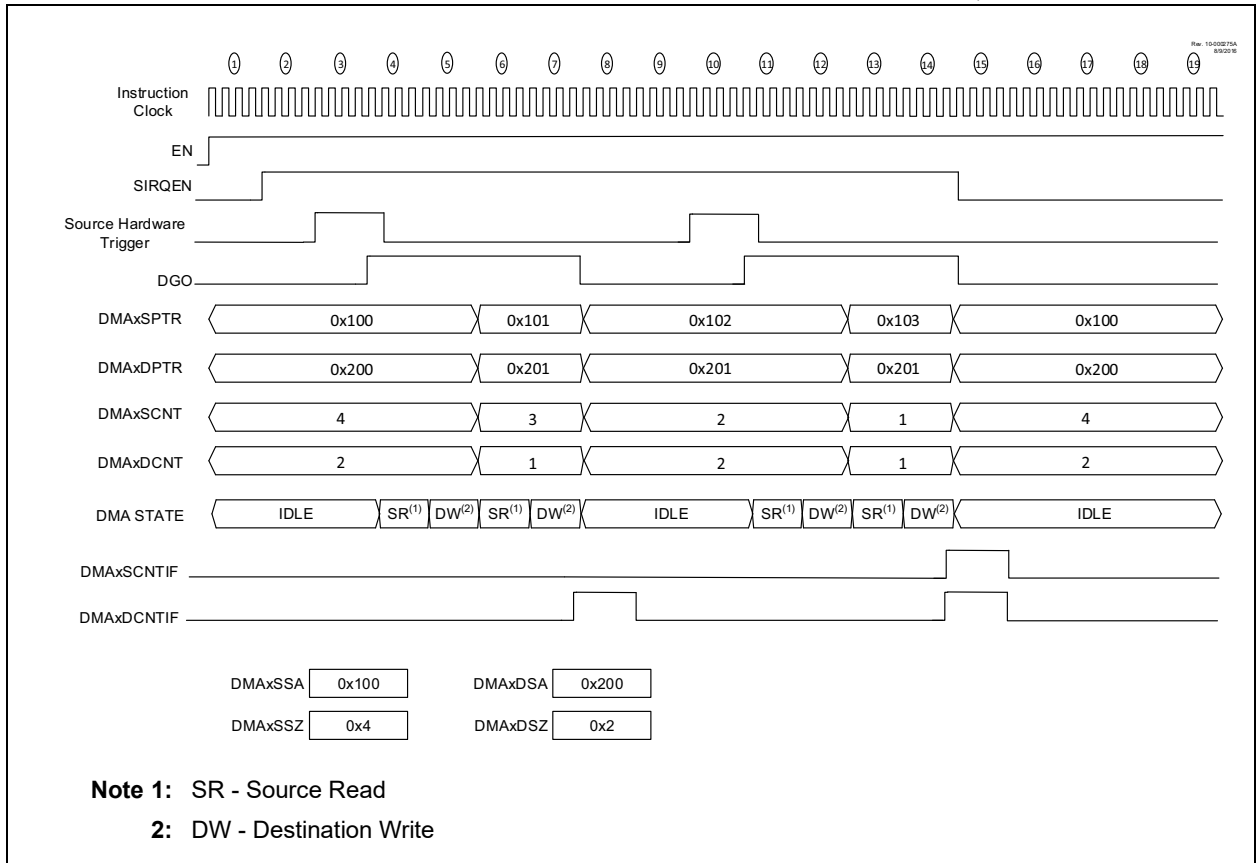 Rev. 10-000275A
8/9/2016
1 2 3 4 5 6 7 8 9 10 11 12 13 14 15 16 17 18 19
Instruction
Clock
EN
SIRQEN
Source Hardware
Trigger
DGO
DMAxSPTR 0x100 0x101 0x102 0x103 0x100
DMAxDPTR 0x200 0x201 0x201 0x201 0x200
DMAxSCNT 4 3 2 1 4
DMAxDCNT 2 1 2 1 2
DMA STATE IDLE SR(1) DW(2) SR(1) DW(2) IDLE SR(1) DW(2) SR(1) DW(2) IDLE
DMAxSCNTIF
DMAxDCNTIF
DMAxSSA 0x100 DMAxDSA 0x200
DMAxSSZ 0x4 DMAxDSZ 0x2
Note 1: SR - Source Read
2: DW - Destination Write